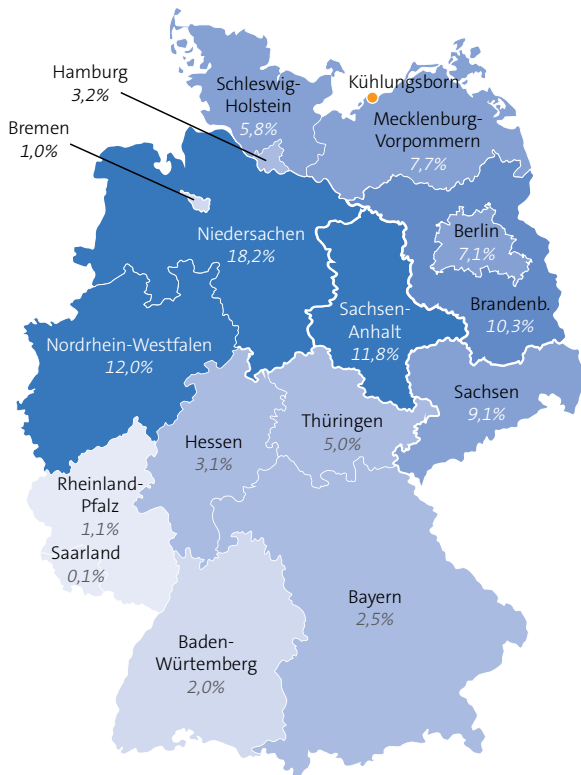 Hamburg
3,2%
Schleswig-
Holstein
5,8%
Kühlungsborn
Mecklenburg-
Vorpommern
7,7%
Bremen
1,0%
Niedersachen
18,2%
Berlin
7,1%
Brandenb.
10,3%
Sachsen-
Anhalt
11,8%
Nordrhein-Westfalen
12,0%
Sachsen
9,1%
Thüringen
5,0%
Hessen
3,1%
Rheinland-
Pfalz
1,1%
Saarland
0,1%
Bayern
2,5%
Baden-
Würtemberg
2,0%